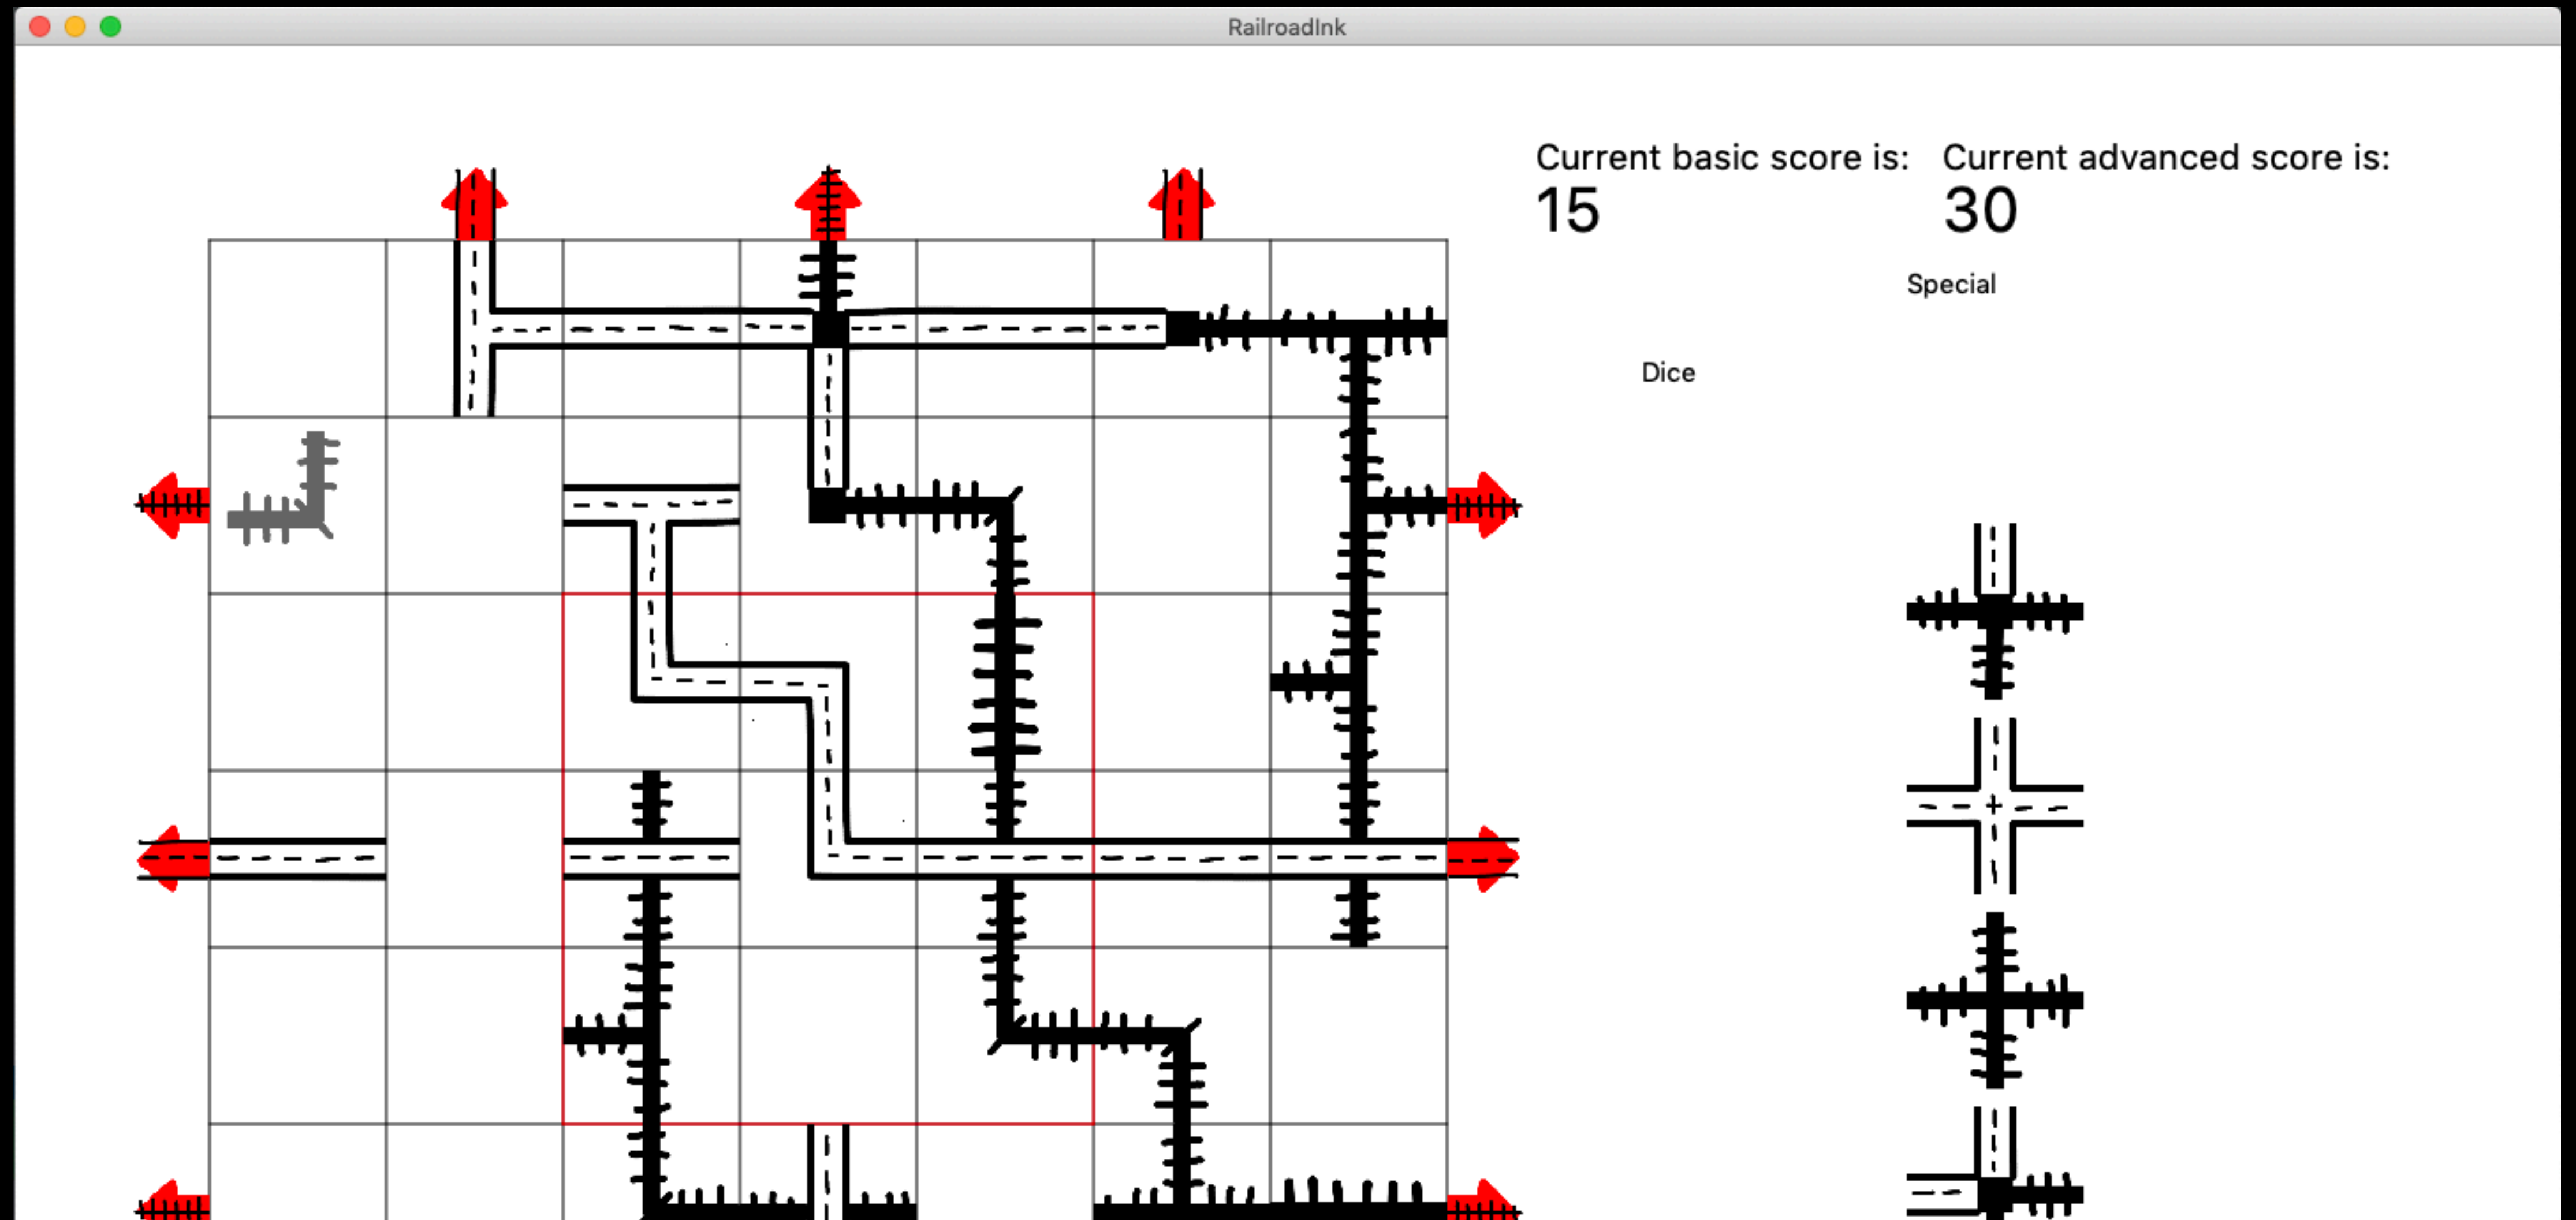 RailroadInk
Current basic score is: Current advanced score is:
15 30
Special
Dice